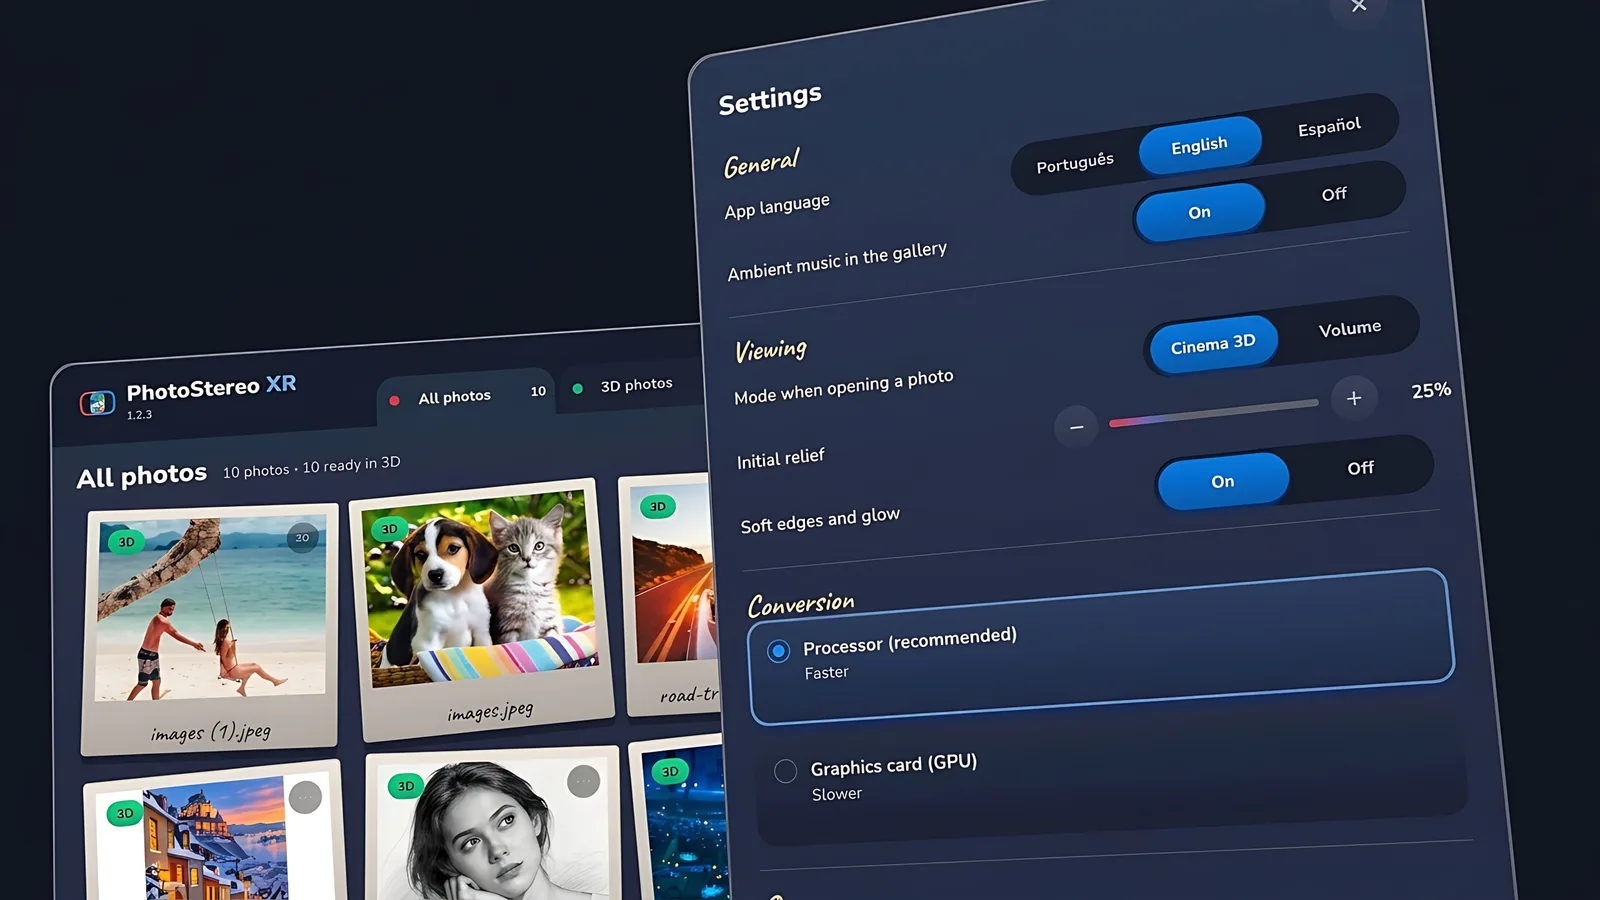 Settings
General
App language
Português English Español
Ambient music in the gallery
On Off
Viewing
Mode when opening a photo
Cinema 3D Volume
Initial relief
− + 25%
Soft edges and glow
On Off
Conversion
Processor (recommended)
Faster
Graphics card (GPU)
Slower
PhotoStereo XR
1.2.3
All photos 10
3D photos
All photos 10 photos • 10 ready in 3D
3D
images (1).jpeg
3D
images.jpeg
3D
road-tr
3D
3D
3D